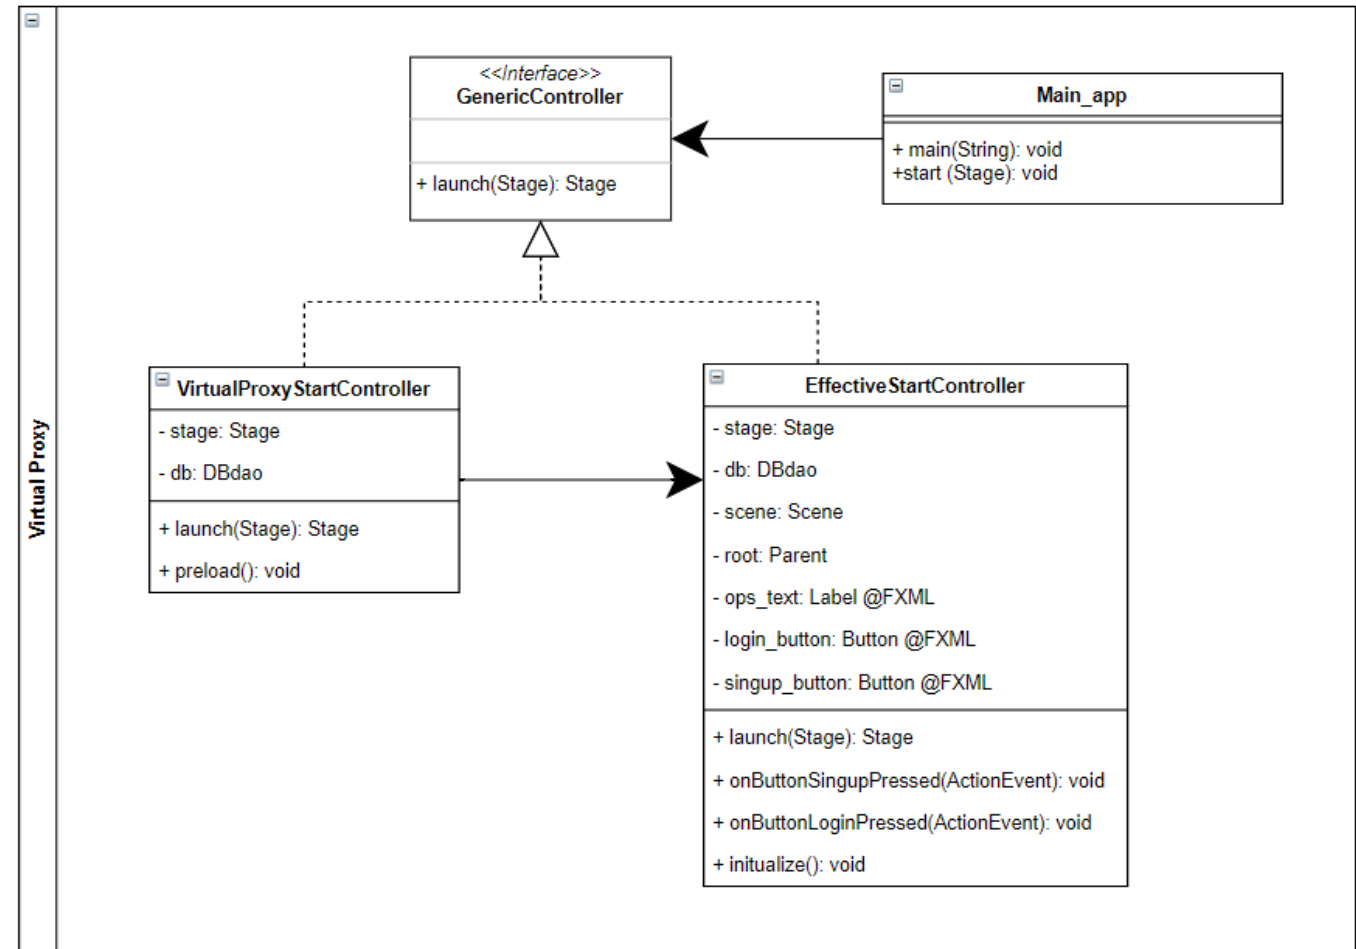 Virtual Proxy
<<Interface>>
GenericController
+ launch(Stage): Stage
Main_app
+ main(String): void
+start (Stage): void
VirtualProxyStartController
- stage: Stage
- db: DBdao
+ launch(Stage): Stage
+ preload(): void
EffectiveStartController
- stage: Stage
- db: DBdao
- scene: Scene
- root: Parent
- ops_text: Label @FXML
- login_button: Button @FXML
- singup_button: Button @FXML
+ launch(Stage): Stage
+ onButtonSingupPressed(ActionEvent): void
+ onButtonLoginPressed(ActionEvent): void
+ initualize(): void